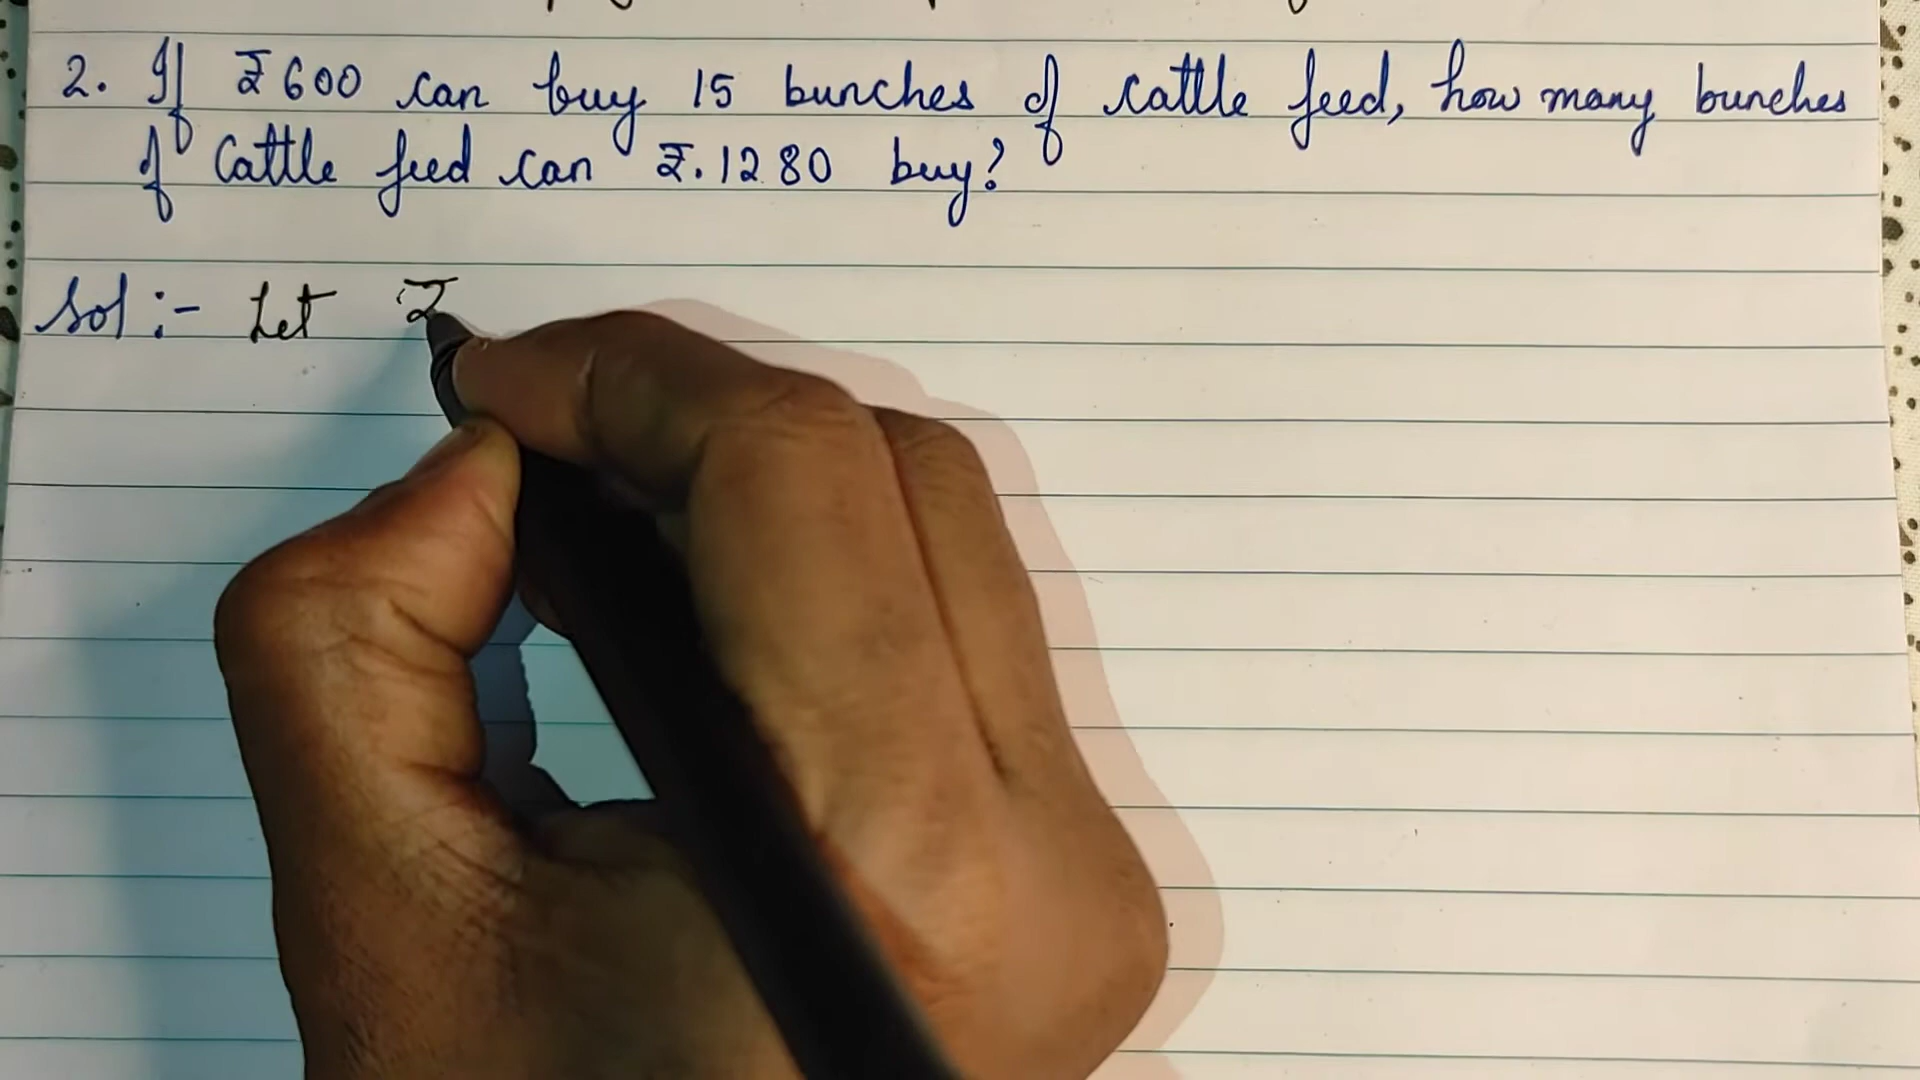 2. If ₹600 can buy 15 bunches of cattle feed, how many bunches
of Cattle feed can ₹.1280 buy?
Sol :- Let ₹